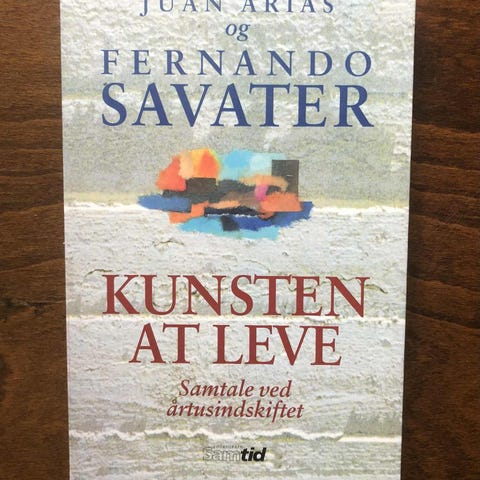 JUAN ARIAS
og
FERNANDO
SAVATER
KUNSTEN
AT LEVE
Samtale ved
årtusindskiftet
samtid